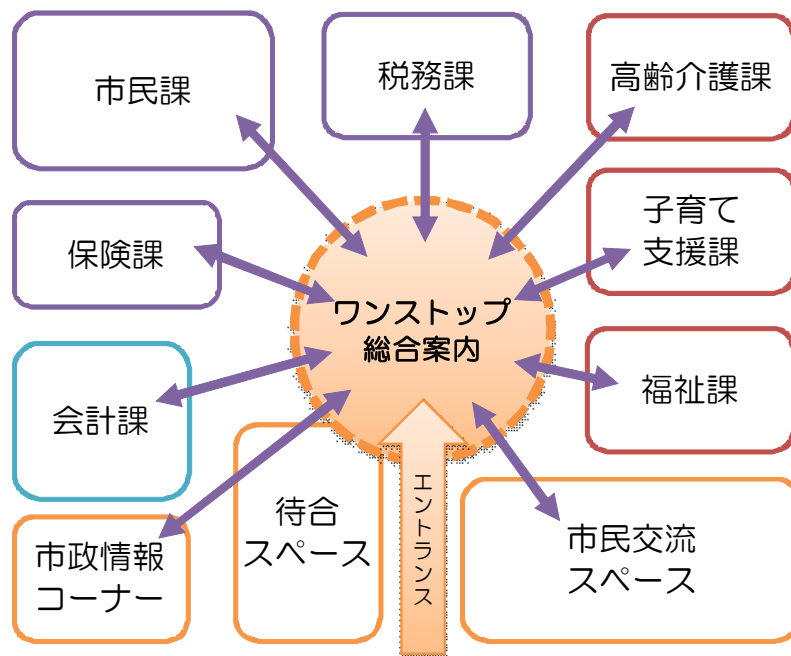 市民課
税務課
高齢介護課
保険課
子育て
支援課
ワンストップ
総合案内
会計課
福祉課
待合
スペース
エントランス
市政情報
コーナー
市民交流
スペース